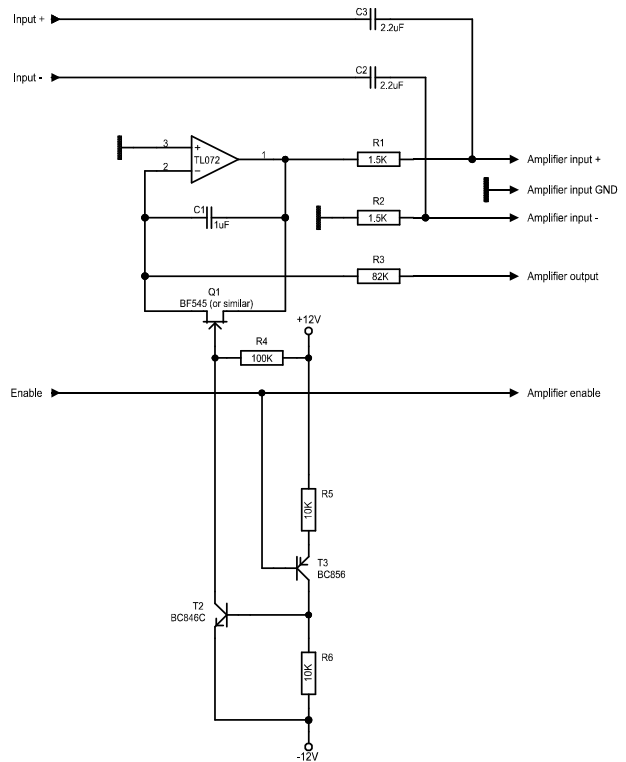 Input +
C3
2.2uF
Input -
C2
2.2uF
3
+
TL072
1
2
-
R1
1.5K
Amplifier input +
Amplifier input GND
C1
1uF
R2
1.5K
Amplifier input -
R3
82K
Amplifier output
Q1
BF545 (or similar)
+12V
R4
100K
Enable
Amplifier enable
R5
10K
T3
BC856
T2
BC846C
R6
10K
-12V